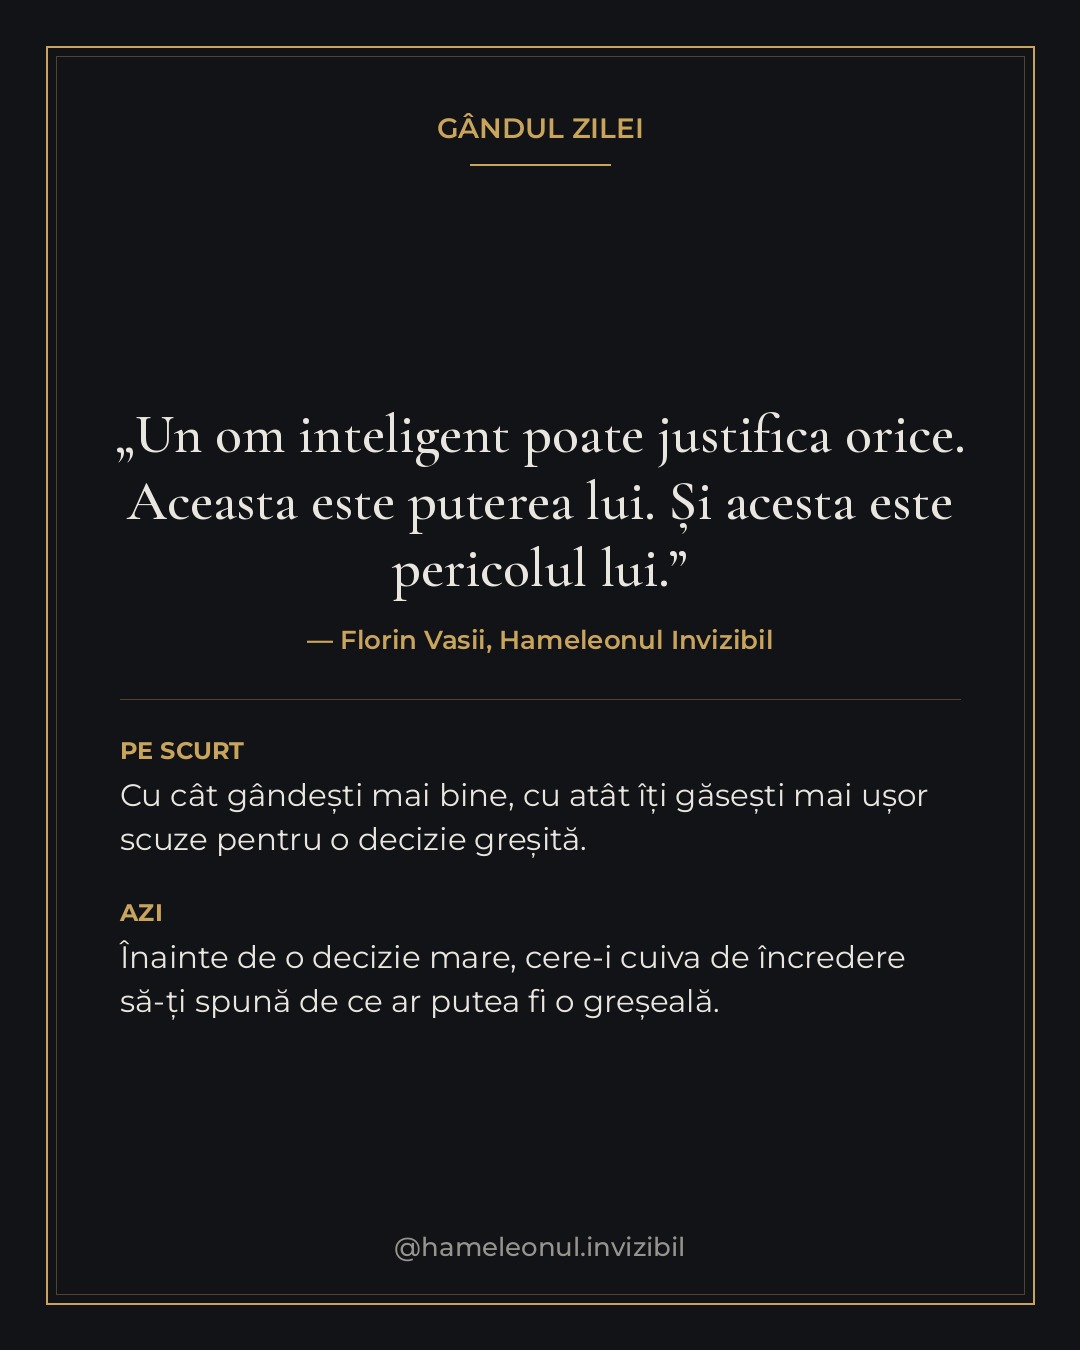 GÂNDUL ZILEI
„Un om inteligent poate justifica orice.
Aceasta este puterea lui. Și acesta este
pericolul lui.”
— Florin Vasii, Hameleonul Invizibil
PE SCURT
Cu cât gândești mai bine, cu atât îți găsești mai ușor
scuze pentru o decizie greșită.
AZI
Înainte de o decizie mare, cere-i cuiva de încredere
să-ți spună de ce ar putea fi o greșeală.
@hameleonul.invizibil